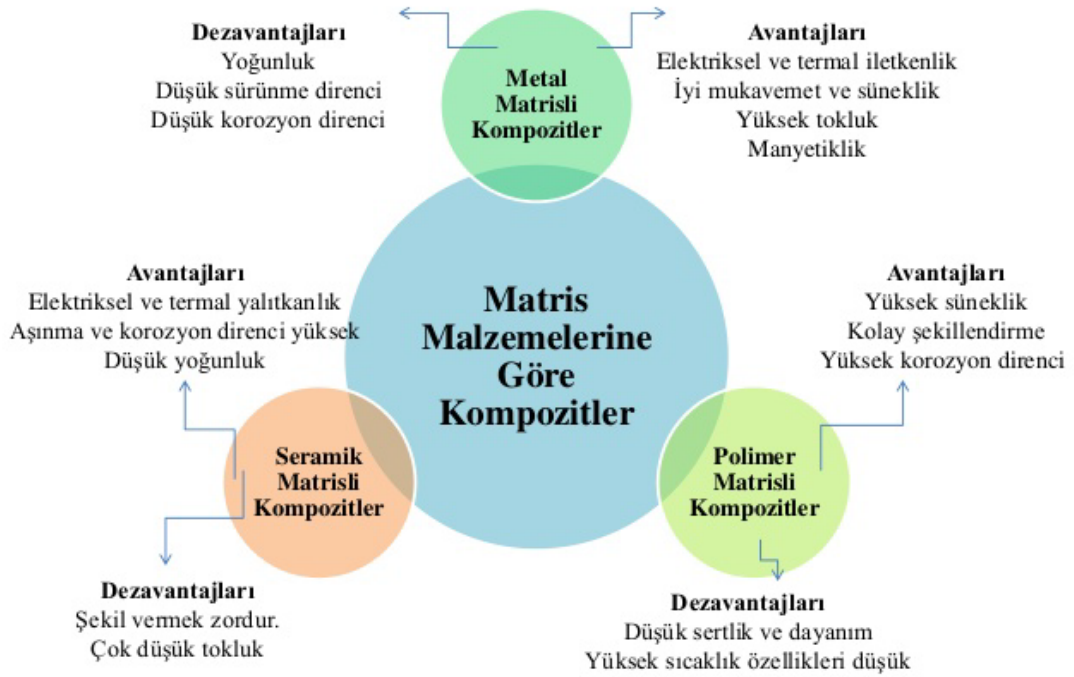 Dezavantajları
Yoğunluk
Düşük sürünme direnci
Düşük korozyon direnci
Metal
Matrisli
Kompozitler
Avantajları
Elektriksel ve termal iletkenlik
İyi mukavemet ve süneklik
Yüksek tokluk
Manyetiklik
Avantajları
Elektriksel ve termal yalıtkanlık
Aşınma ve korozyon direnci yüksek
Düşük yoğunluk
Matris
Malzemelerine
Göre
Kompozitler
Avantajları
Yüksek süneklik
Kolay şekillendirme
Yüksek korozyon direnci
Seramik
Matrisli
Kompozitler
Polimer
Matrisli
Kompozitler
Dezavantajları
Şekil vermek zordur.
Çok düşük tokluk
Dezavantajları
Düşük sertlik ve dayanım
Yüksek sıcaklık özellikleri düşük